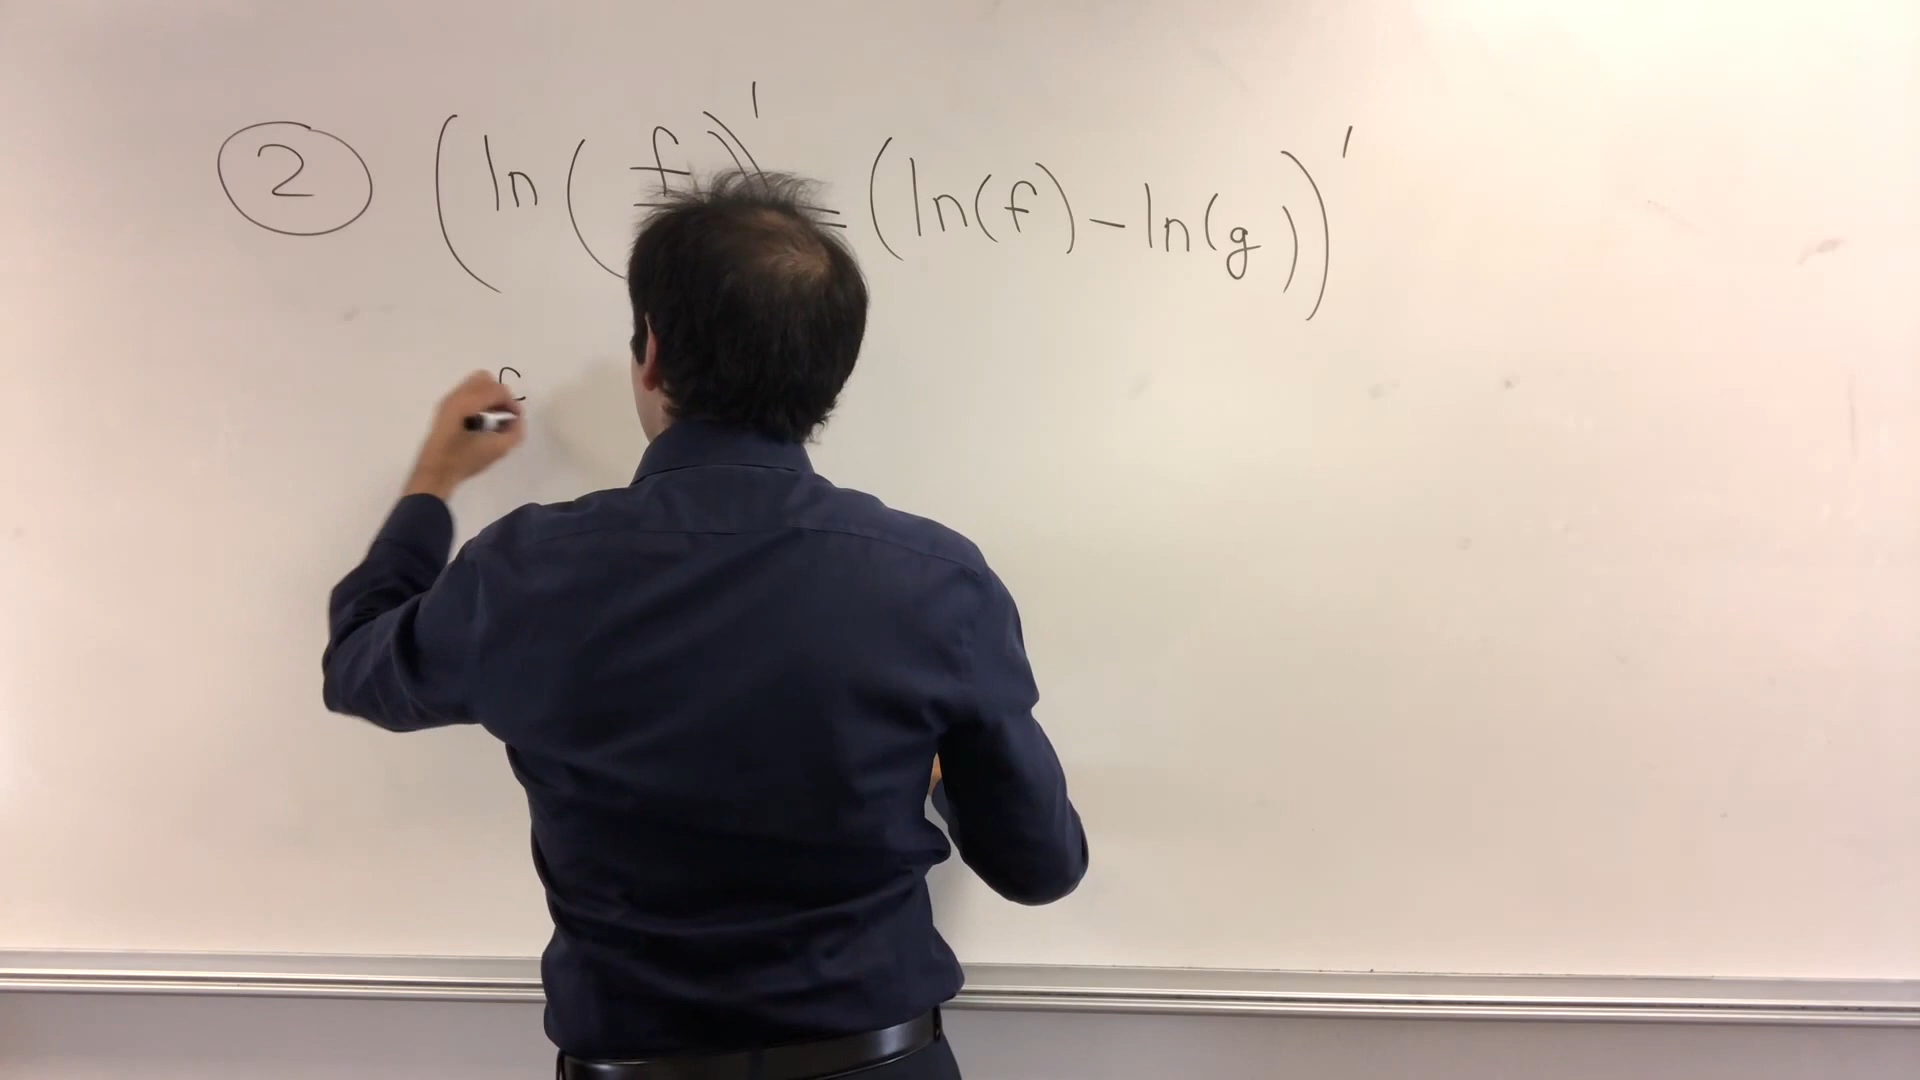 ② (ln(f)' = (ln(f) - ln(g))'